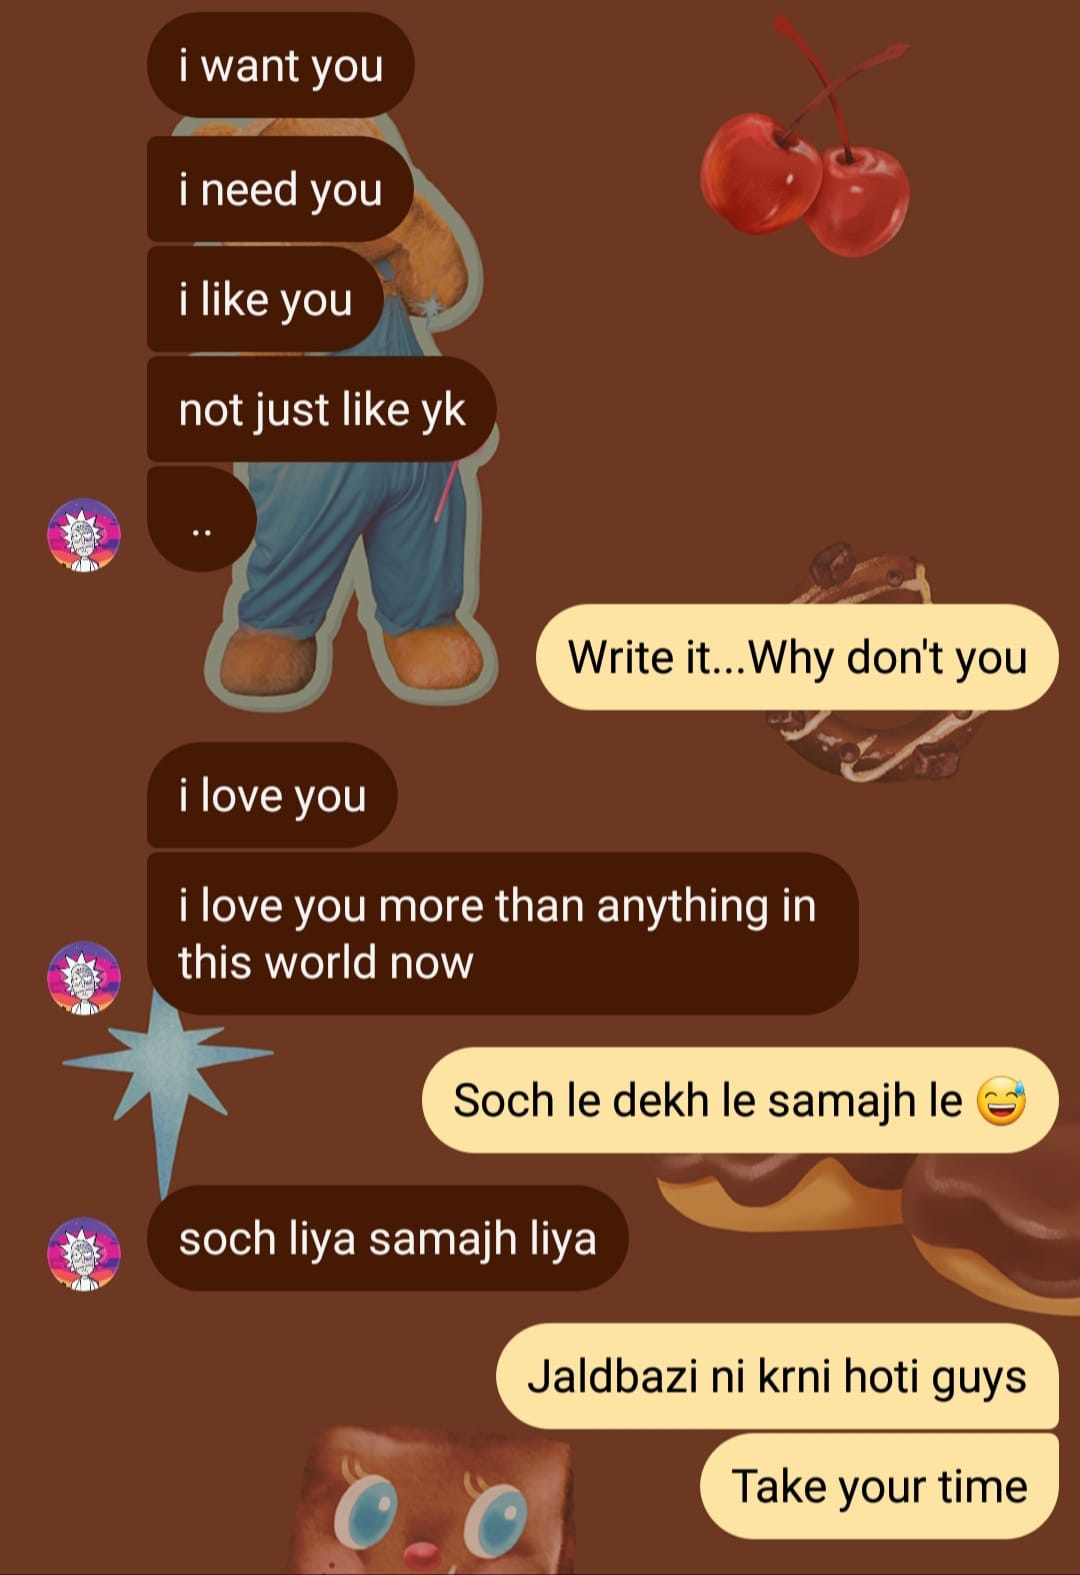 i want you
i need you
i like you
not just like yk
..
Write it...Why don't you
i love you
i love you more than anything in
this world now
Soch le dekh le samajh le 😅
soch liya samajh liya
Jaldbazi ni krni hoti guys
Take your time